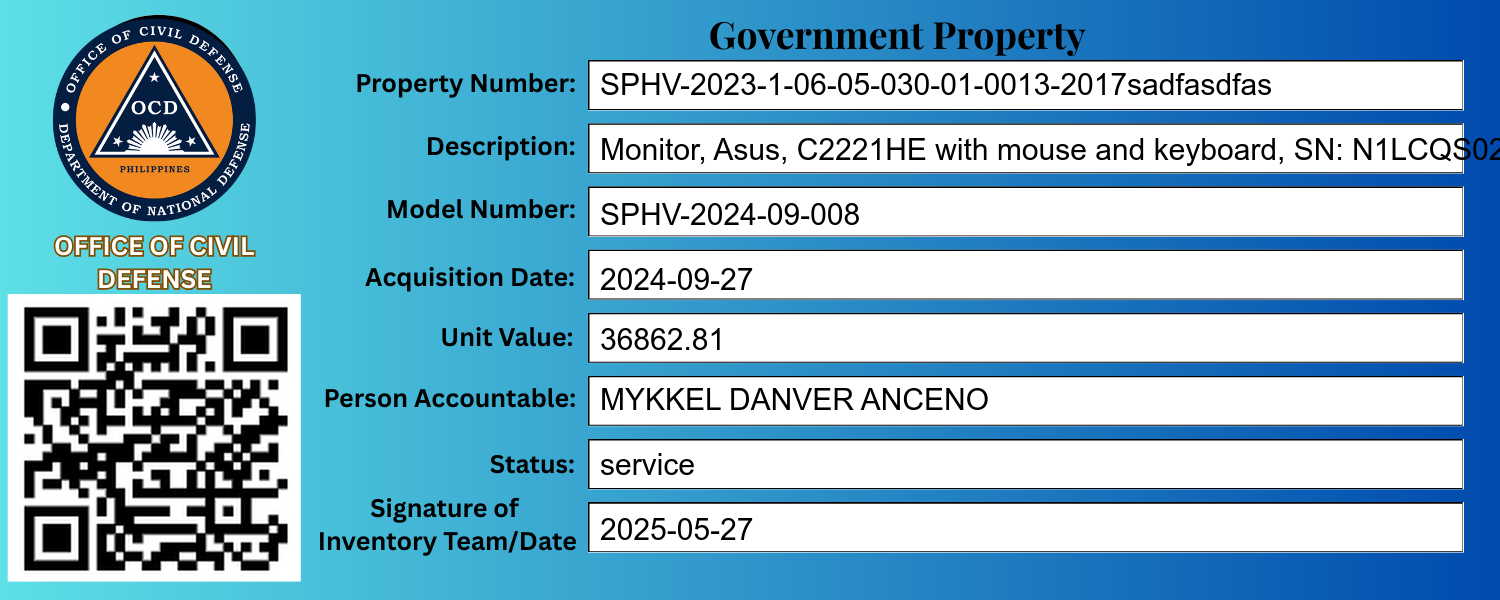 OFFICE OF CIVIL DEFENSE
OCD
PHILIPPINES
DEPARTMENT OF NATIONAL DEFENSE
OFFICE OF CIVIL
DEFENSE
Government Property
Property Number: SPHV-2023-1-06-05-030-01-0013-2017sadfasdfas
Description: Monitor, Asus, C2221HE with mouse and keyboard, SN: N1LCQS02
Model Number: SPHV-2024-09-008
Acquisition Date: 2024-09-27
Unit Value: 36862.81
Person Accountable: MYKKEL DANVER ANCENO
Status: service
Signature of
Inventory Team/Date 2025-05-27